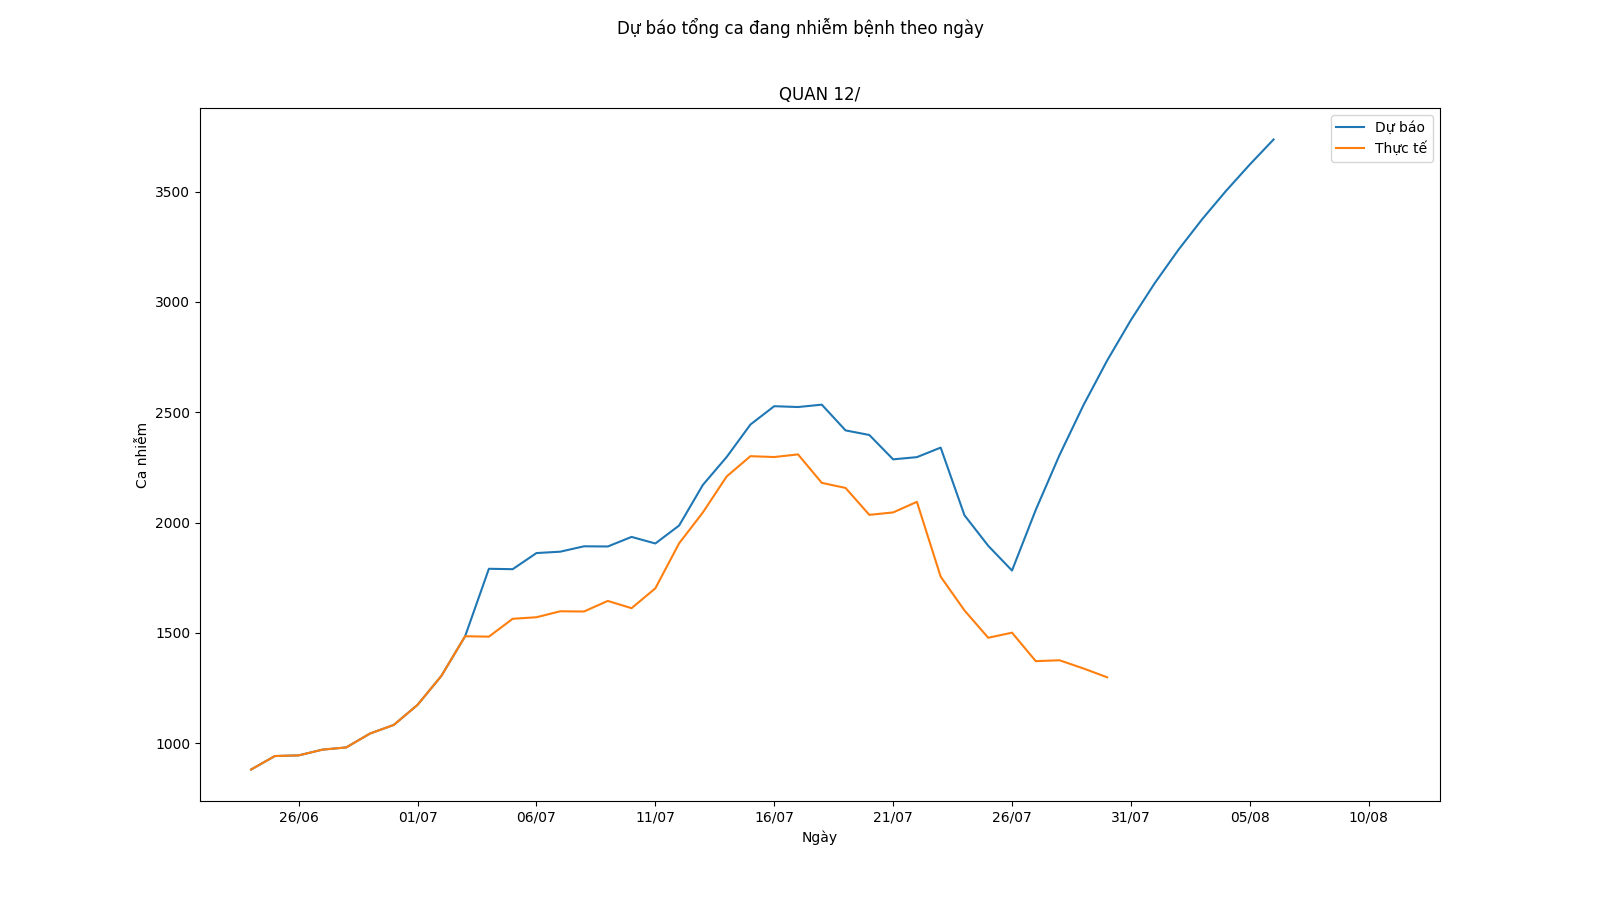 Dự báo tổng ca đang nhiễm bệnh theo ngày
QUAN 12/
Dự báo
Thực tế
3500
3000
2500
2000
1500
1000
Ca nhiễm
26/06 01/07 06/07 11/07 16/07 21/07 26/07 31/07 05/08 10/08
Ngày